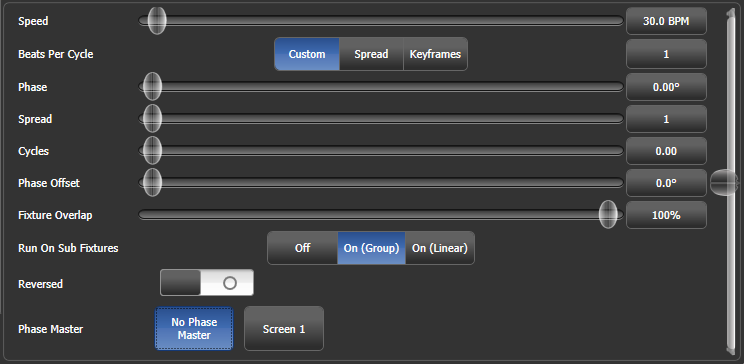 Speed 30.0 BPM
Beats Per Cycle Custom Spread Keyframes 1
Phase 0.00°
Spread 1
Cycles 0.00
Phase Offset 0.0°
Fixture Overlap 100%
Run On Sub Fixtures Off On (Group) On (Linear)
Reversed
Phase Master No Phase Master Screen 1